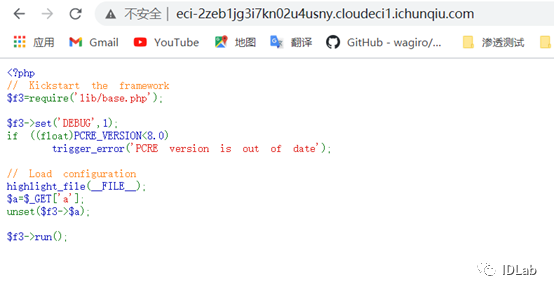 不安全 | eci-2zeb1jg3i7kn02u4usny.cloudeci1.ichunqiu.com
应用 Gmail YouTube 地图 翻译 GitHub - wagiro/... 渗透测试
<?php
// Kickstart the framework
$f3=require('lib/base.php');
$f3->set('DEBUG',1);
if ((float)PCRE_VERSION<8.0)
trigger_error('PCRE version is out of date');
// Load configuration
highlight_file(__FILE__);
$a=$_GET['a'];
unset($f3->$a);
$f3->run();
IDLab